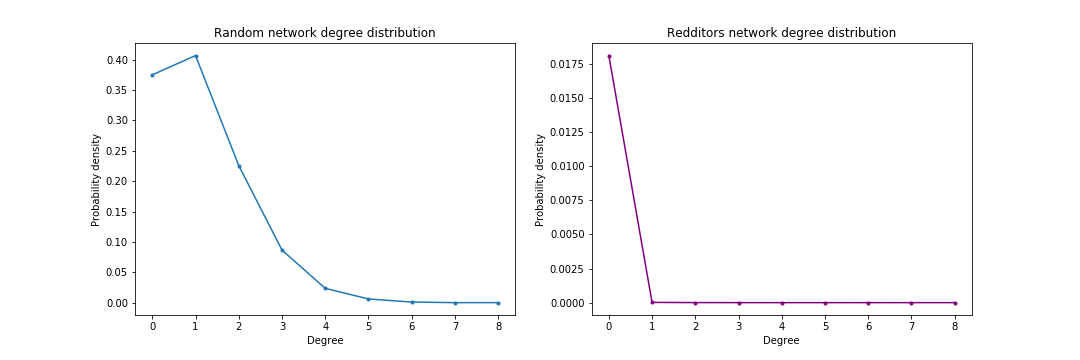 Random network degree distribution
Probability density
0.40
0.35
0.30
0.25
0.20
0.15
0.10
0.05
0.00
0 1 2 3 4 5 6 7 8
Degree
Redditors network degree distribution
Probability density
0.0175
0.0150
0.0125
0.0100
0.0075
0.0050
0.0025
0.0000
0 1 2 3 4 5 6 7 8
Degree